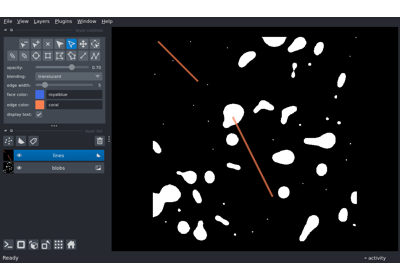 File View Layers Plugins Window Help
opacity: 0.70
blending: translucent
edge width: 5
face color: royalblue
edge color: coral
display text:
lines
blobs
Ready activity